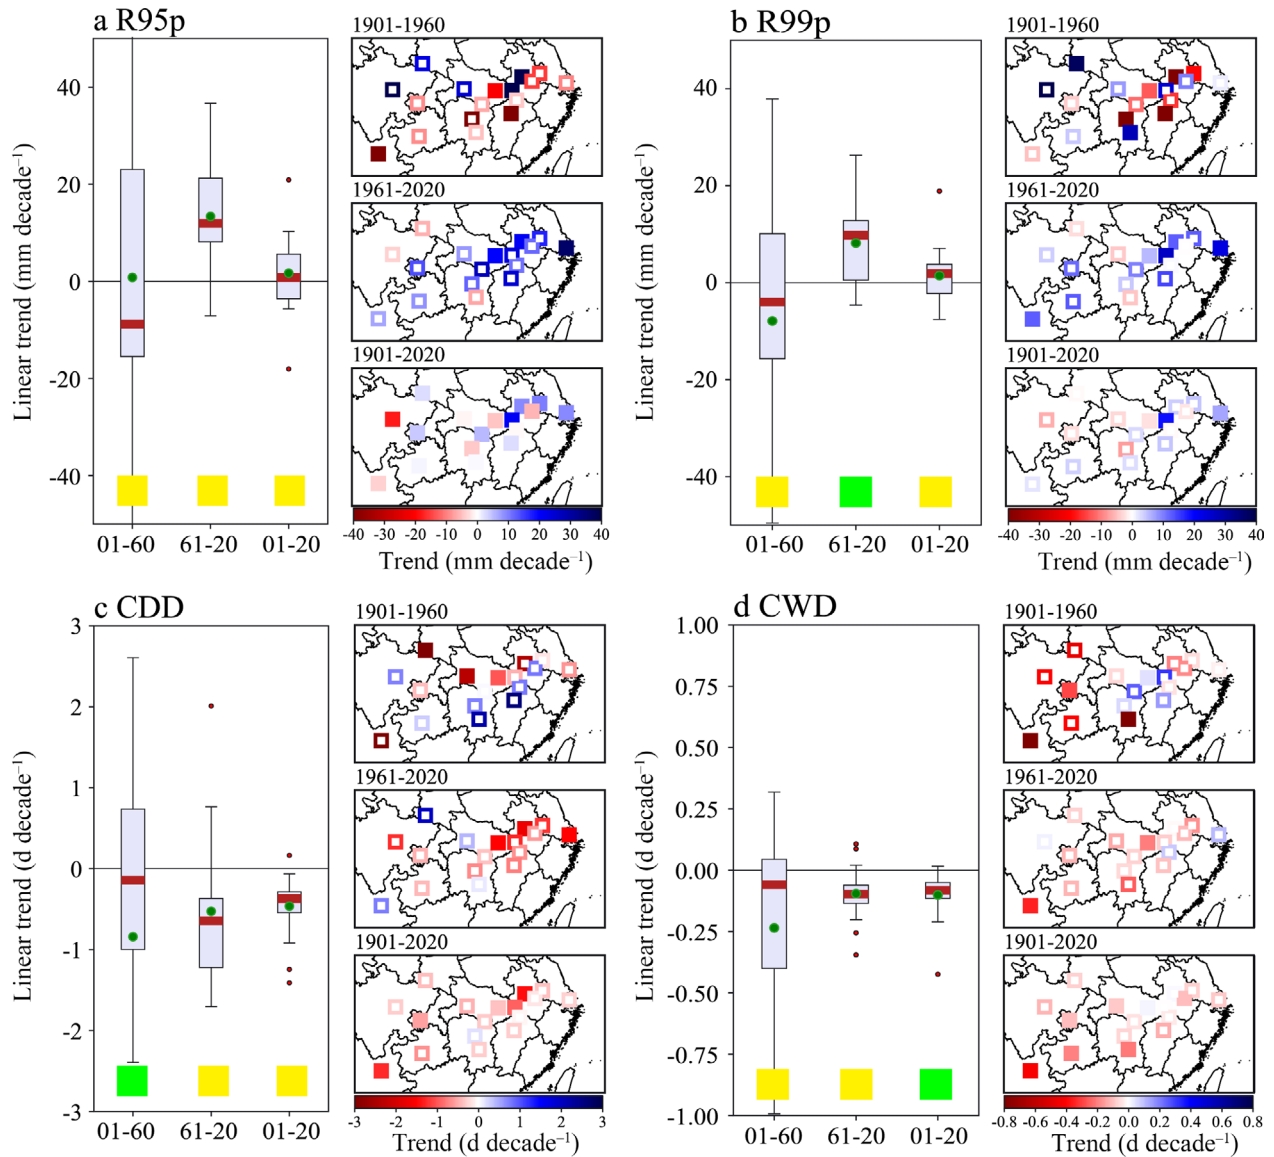 a R95p
Linear trend (mm decade⁻¹)
40
20
0
-20
-40
01-60 61-20 01-20
1901-1960
1961-2020
1901-2020
-40 -30 -20 -10 0 10 20 30 40
Trend (mm decade⁻¹)
b R99p
Linear trend (mm decade⁻¹)
40
20
0
-20
-40
01-60 61-20 01-20
1901-1960
1961-2020
1901-2020
-40 -30 -20 -10 0 10 20 30 40
Trend (mm decade⁻¹)
c CDD
Linear trend (d decade⁻¹)
3
2
1
0
-1
-2
-3
01-60 61-20 01-20
1901-1960
1961-2020
1901-2020
-3 -2 -1 0 1 2 3
Trend (d decade⁻¹)
d CWD
Linear trend (d decade⁻¹)
1.00
0.75
0.50
0.25
0.00
-0.25
-0.50
-0.75
-1.00
01-60 61-20 01-20
1901-1960
1961-2020
1901-2020
-0.8 -0.6 -0.4 -0.2 0.0 0.2 0.4 0.6 0.8
Trend (d decade⁻¹)